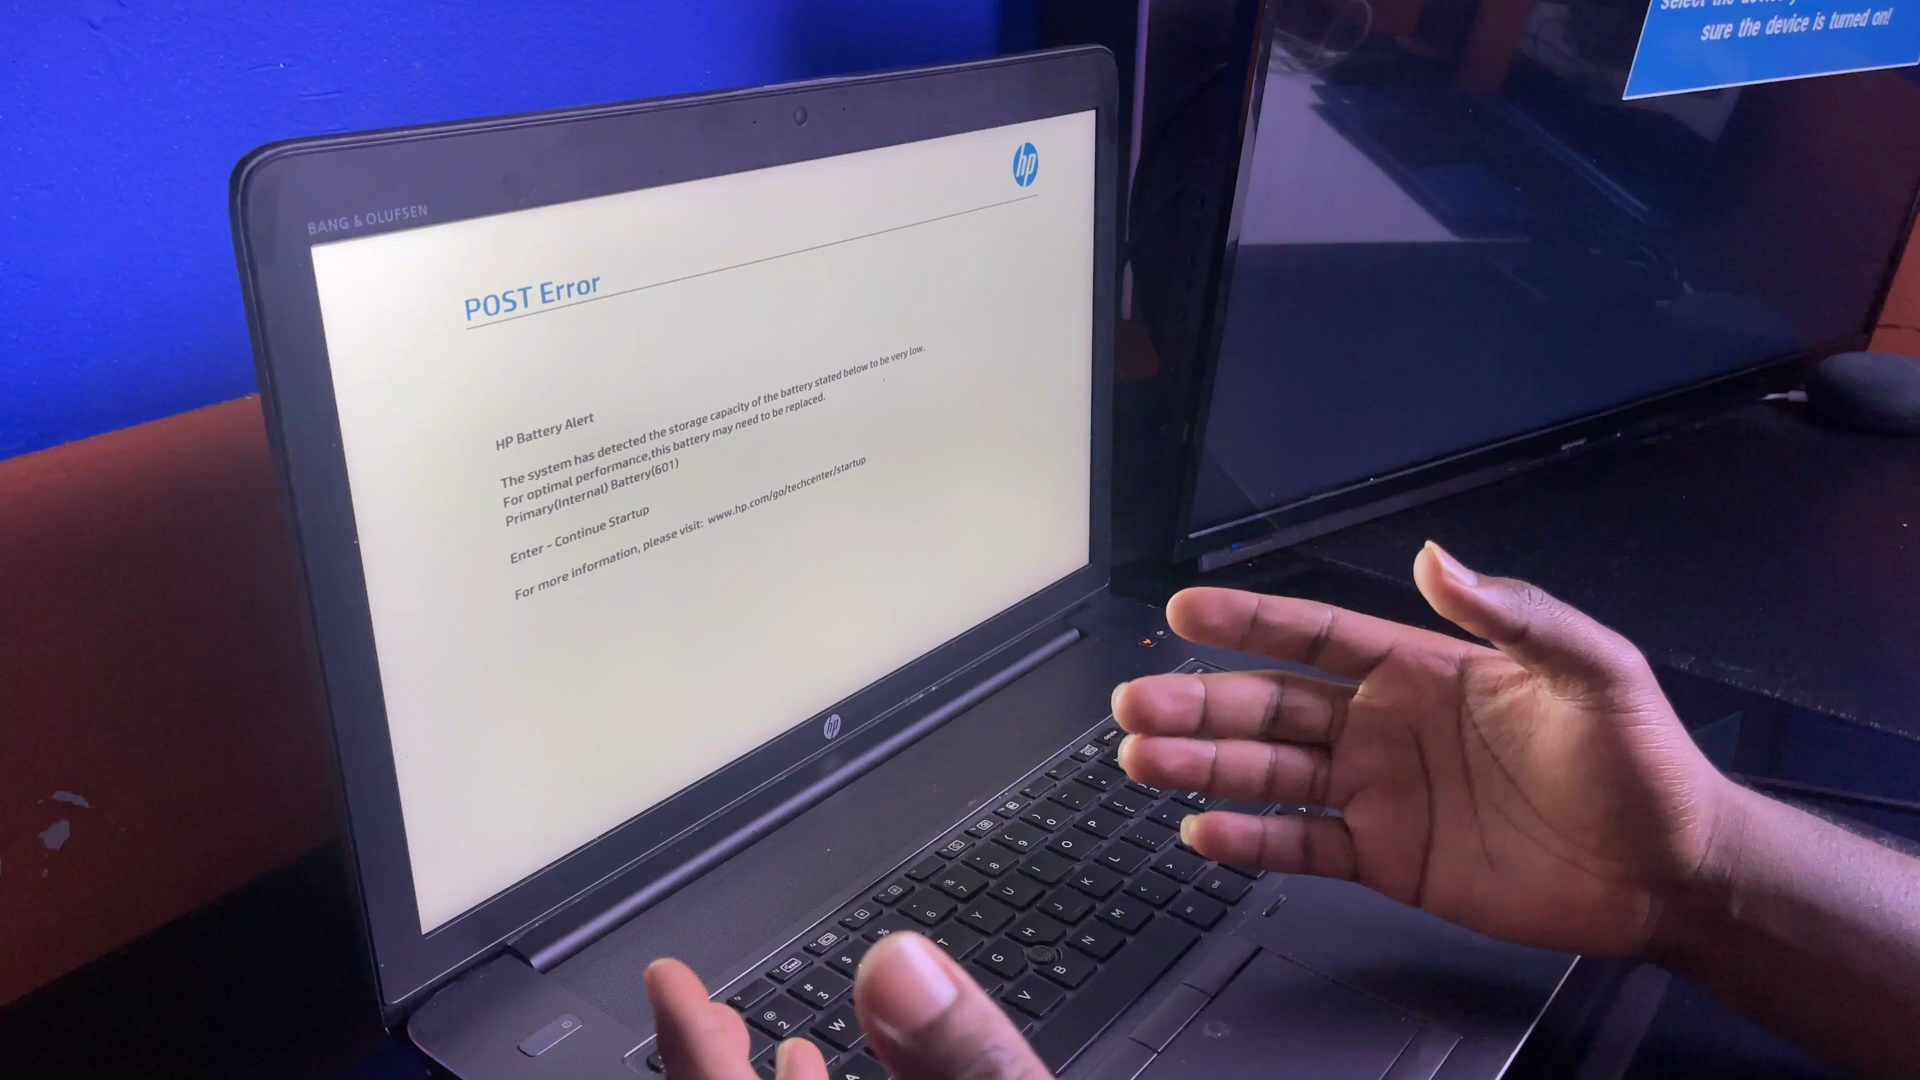 select the
sure the device is turned on!
BANG & OLUFSEN
hp
POST Error
HP Battery Alert
The system has detected the storage capacity of the battery stated below to be very low.
For optimal performance,this battery may need to be replaced.
Primary(Internal) Battery(601)
Enter - Continue Startup
For more information, please visit: www.hp.com/go/techcenter/startup
hp